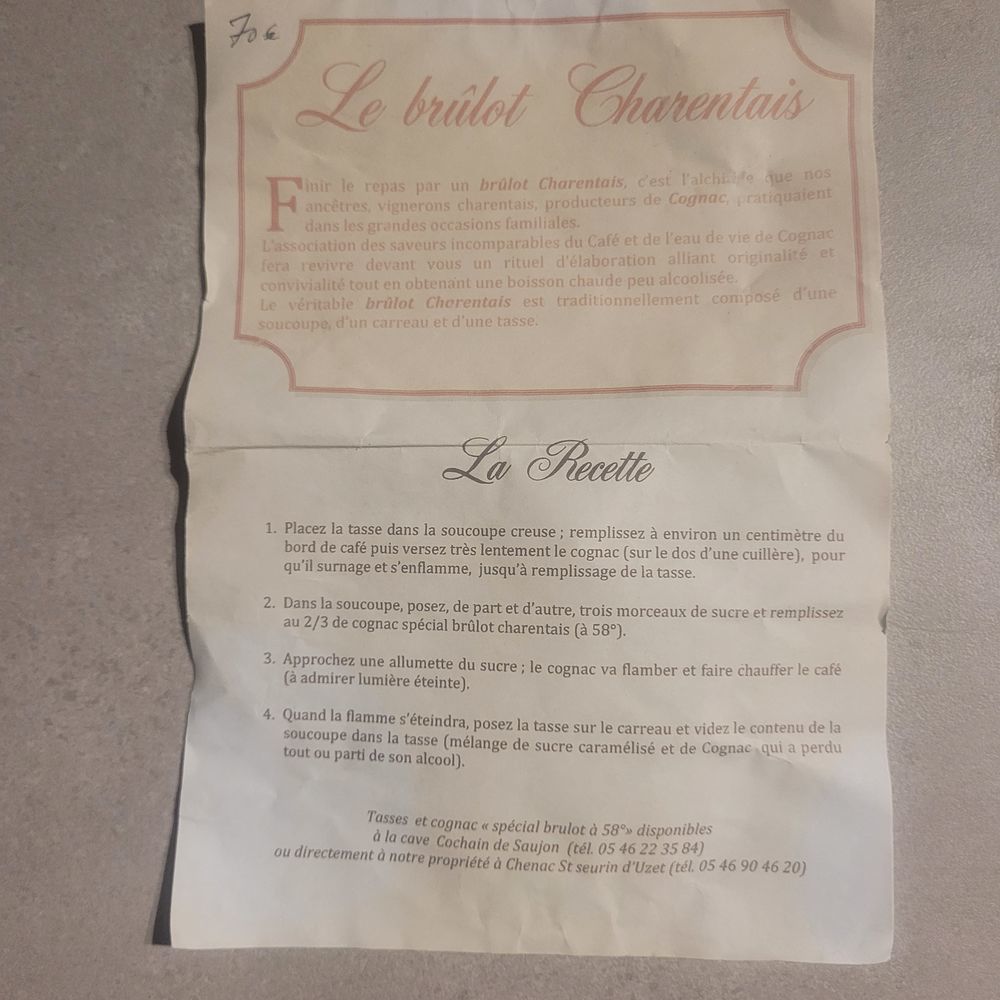 70 €
Le brûlot Charentais
Finir le repas par un brûlot Charentais, c'est l'alchimie que nos
ancêtres, vignerons charentais, producteurs de Cognac, pratiquaient
dans les grandes occasions familiales.
L'association des saveurs incomparables du Café et de l'eau de vie de Cognac
fera revivre devant vous un rituel d'élaboration alliant originalité et
convivialité tout en obtenant une boisson chaude peu alcoolisée.
Le véritable brûlot Charentais est traditionnellement composé d'une
soucoupe, d'un carreau et d'une tasse.
La Recette
1. Placez la tasse dans la soucoupe creuse ; remplissez à environ un centimètre du
bord de café puis versez très lentement le cognac (sur le dos d'une cuillère), pour
qu'il surnage et s'enflamme, jusqu'à remplissage de la tasse.
2. Dans la soucoupe, posez, de part et d'autre, trois morceaux de sucre et remplissez
au 2/3 de cognac spécial brûlot charentais (à 58°).
3. Approchez une allumette du sucre ; le cognac va flamber et faire chauffer le café
(à admirer lumière éteinte).
4. Quand la flamme s'éteindra, posez la tasse sur le carreau et videz le contenu de la
soucoupe dans la tasse (mélange de sucre caramélisé et de Cognac qui a perdu
tout ou parti de son alcool).
Tasses et cognac « spécial brulot à 58°» disponibles
à la cave Cochain de Saujon (tél. 05 46 22 35 84)
ou directement à notre propriété à Chenac St seurin d'Uzet (tél. 05 46 90 46 20)